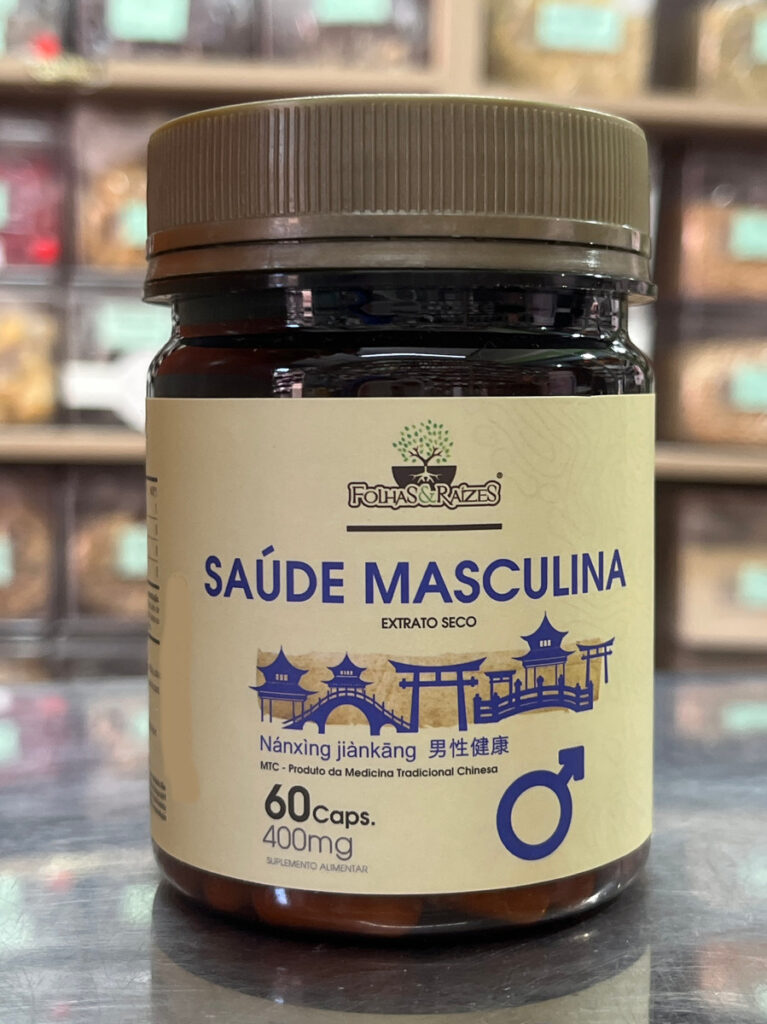 FOLHAS&RAÍZES®
SAÚDE MASCULINA
EXTRATO SECO
Nánxìng jiànkāng 男性健康
MTC - Produto da Medicina Tradicional Chinesa
60Caps.
400mg
SUPLEMENTO ALIMENTAR